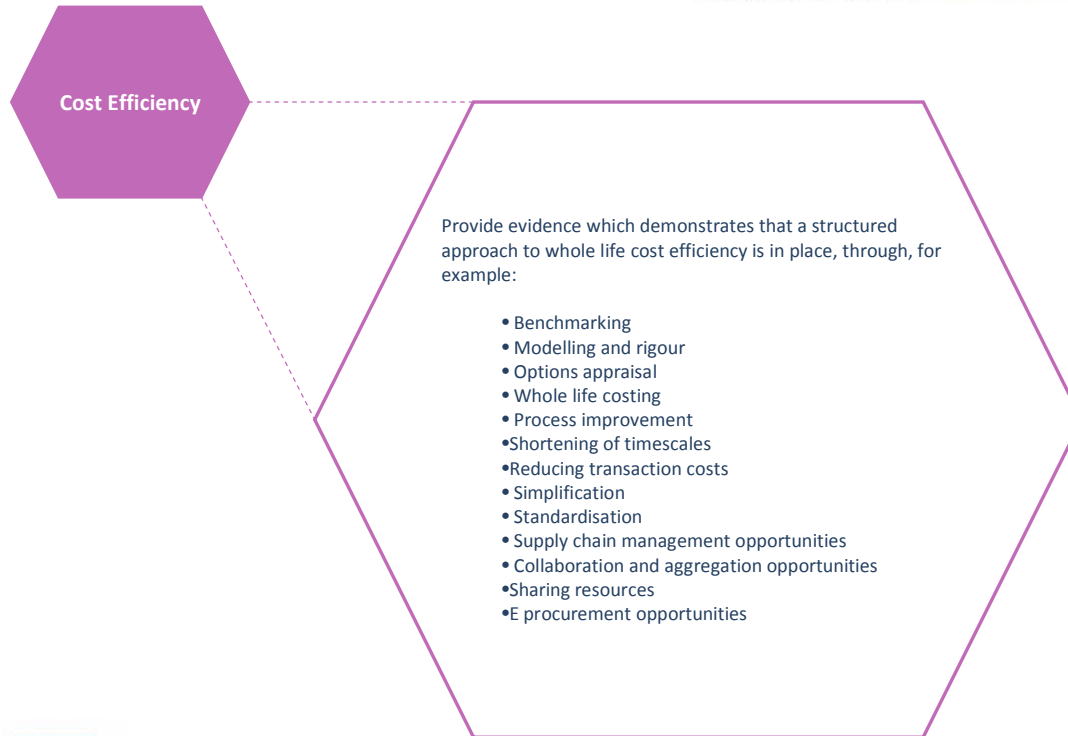 Cost Efficiency
Provide evidence which demonstrates that a structured
approach to whole life cost efficiency is in place, through, for
example:
• Benchmarking
• Modelling and rigour
• Options appraisal
• Whole life costing
• Process improvement
•Shortening of timescales
•Reducing transaction costs
• Simplification
• Standardisation
• Supply chain management opportunities
• Collaboration and aggregation opportunities
•Sharing resources
•E procurement opportunities